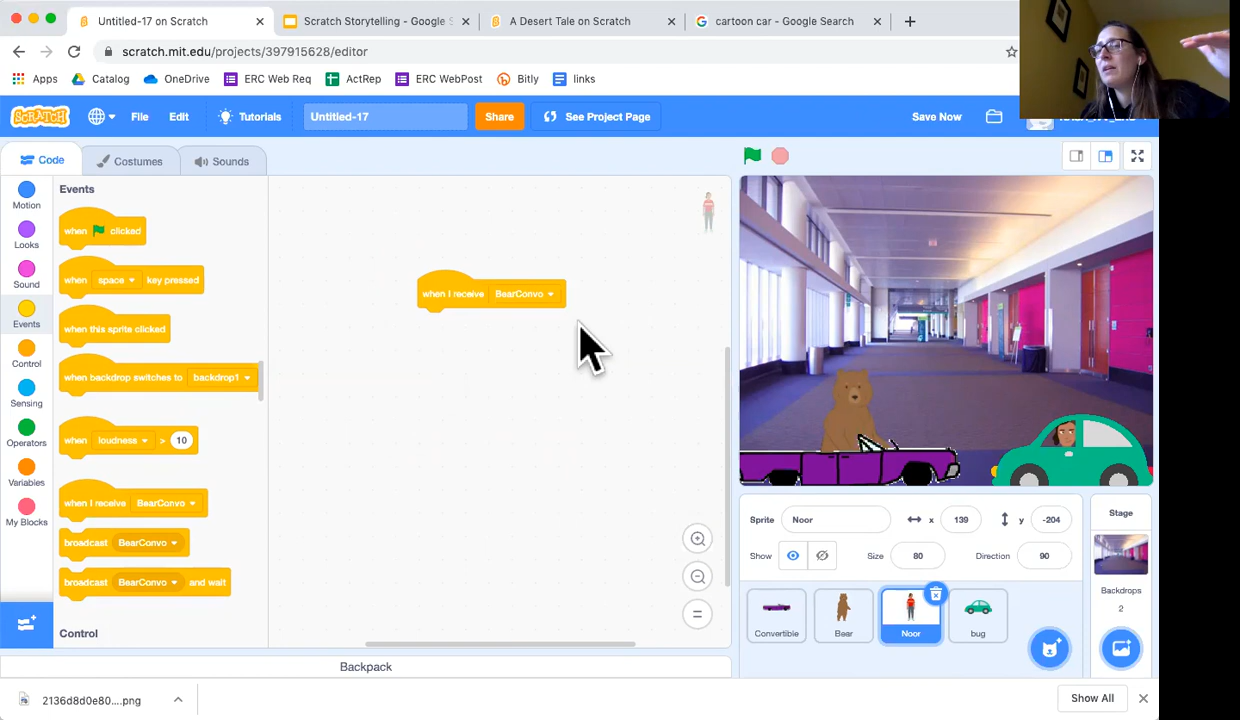 Untitled-17 on Scratch
Scratch Storytelling - Google S
A Desert Tale on Scratch
cartoon car - Google Search
scratch.mit.edu/projects/397915628/editor
Apps
Catalog
OneDrive
ERC Web Req
ActRep
ERC WebPost
Bitly
links
SCRATCH
File
Edit
Tutorials
Untitled-17
Share
See Project Page
Save Now
Code
Costumes
Sounds
Motion
Looks
Sound
Events
Control
Sensing
Operators
Variables
My Blocks
Events
when clicked
when space key pressed
when this sprite clicked
when backdrop switches to backdrop1
when loudness > 10
when I receive BearConvo
broadcast BearConvo
broadcast BearConvo and wait
Control
when I receive BearConvo
Sprite Noor x 139 y -204
Show Size 80 Direction 90
Convertible
Bear
Noor
bug
Stage
Backdrops
2
Backpack
2136d8d0e80....png
Show All